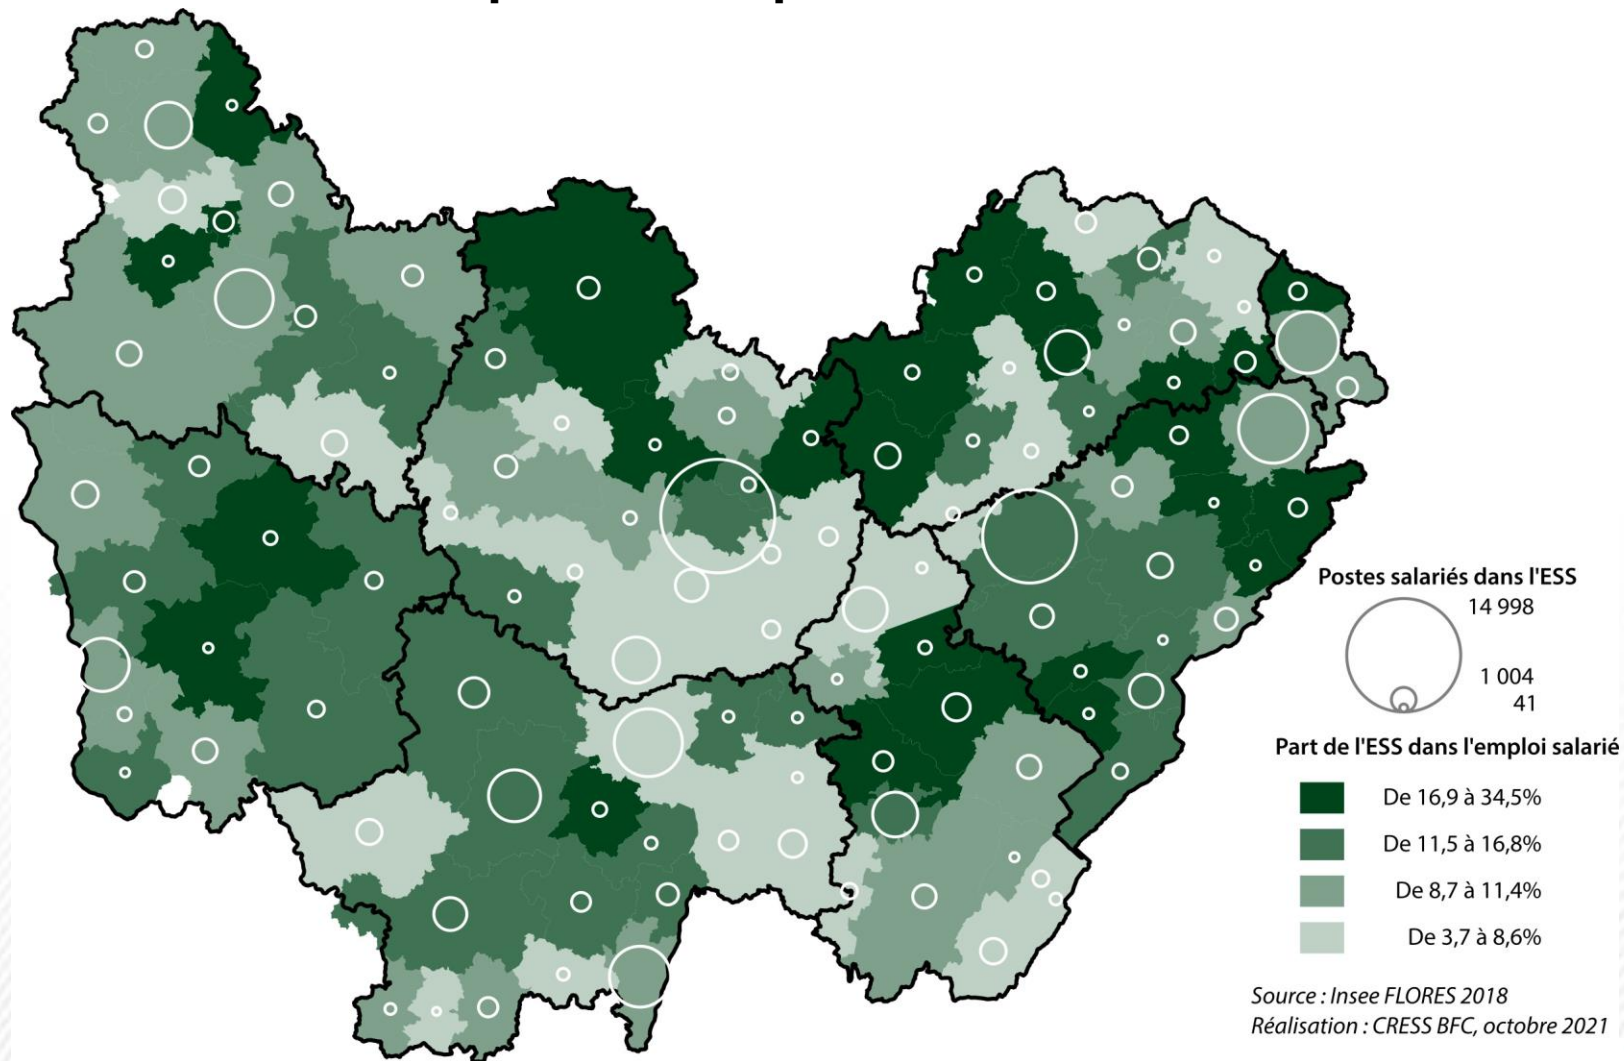 Postes salariés dans l'ESS
14 998
1 004
41
Part de l'ESS dans l'emploi salarié
De 16,9 à 34,5%
De 11,5 à 16,8%
De 8,7 à 11,4%
De 3,7 à 8,6%
Source : Insee FLORES 2018
Réalisation : CRESS BFC, octobre 2021